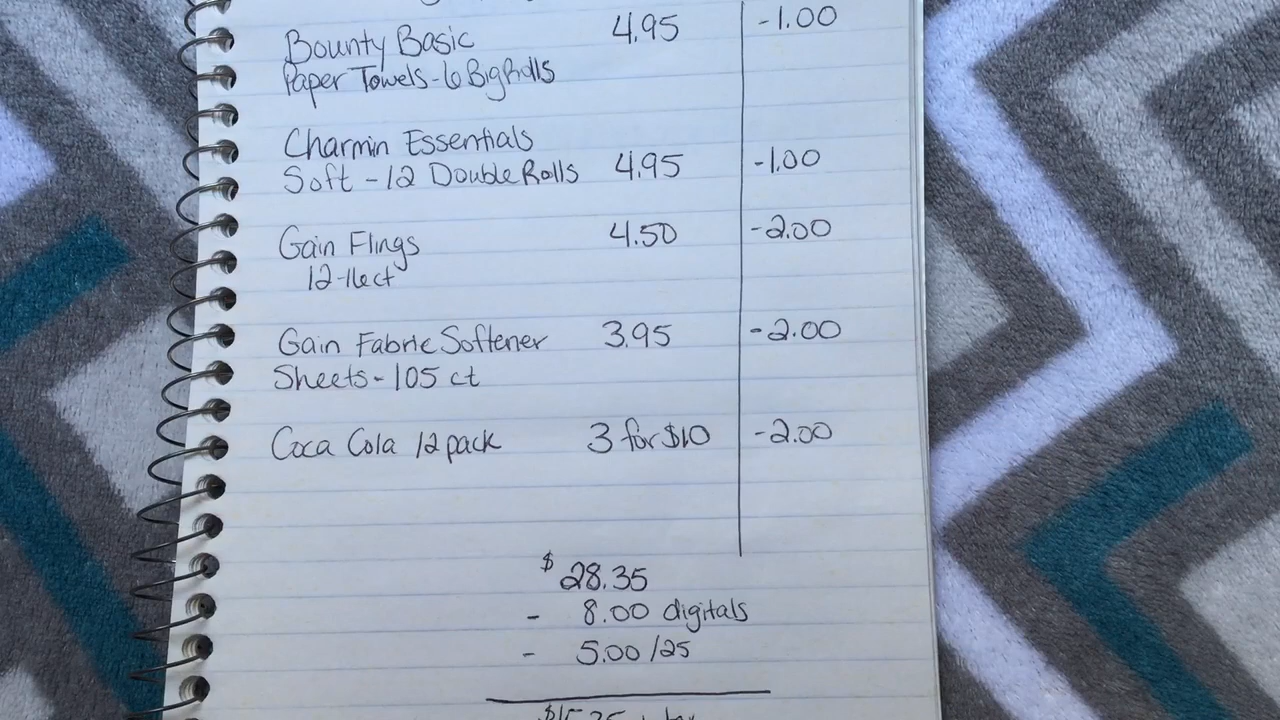 Bounty Basic 4.95 -1.00
Paper Towels-6 Big Rolls
Charmin Essentials
Soft - 12 Double Rolls 4.95 -1.00
Gain Flings 4.50 -2.00
12-16ct
Gain Fabric Softener 3.95 -2.00
Sheets - 105 ct
Coca Cola 12 pack 3 for $10 -2.00
$28.35
- 8.00 digitals
- 5.00 /25
$15.35